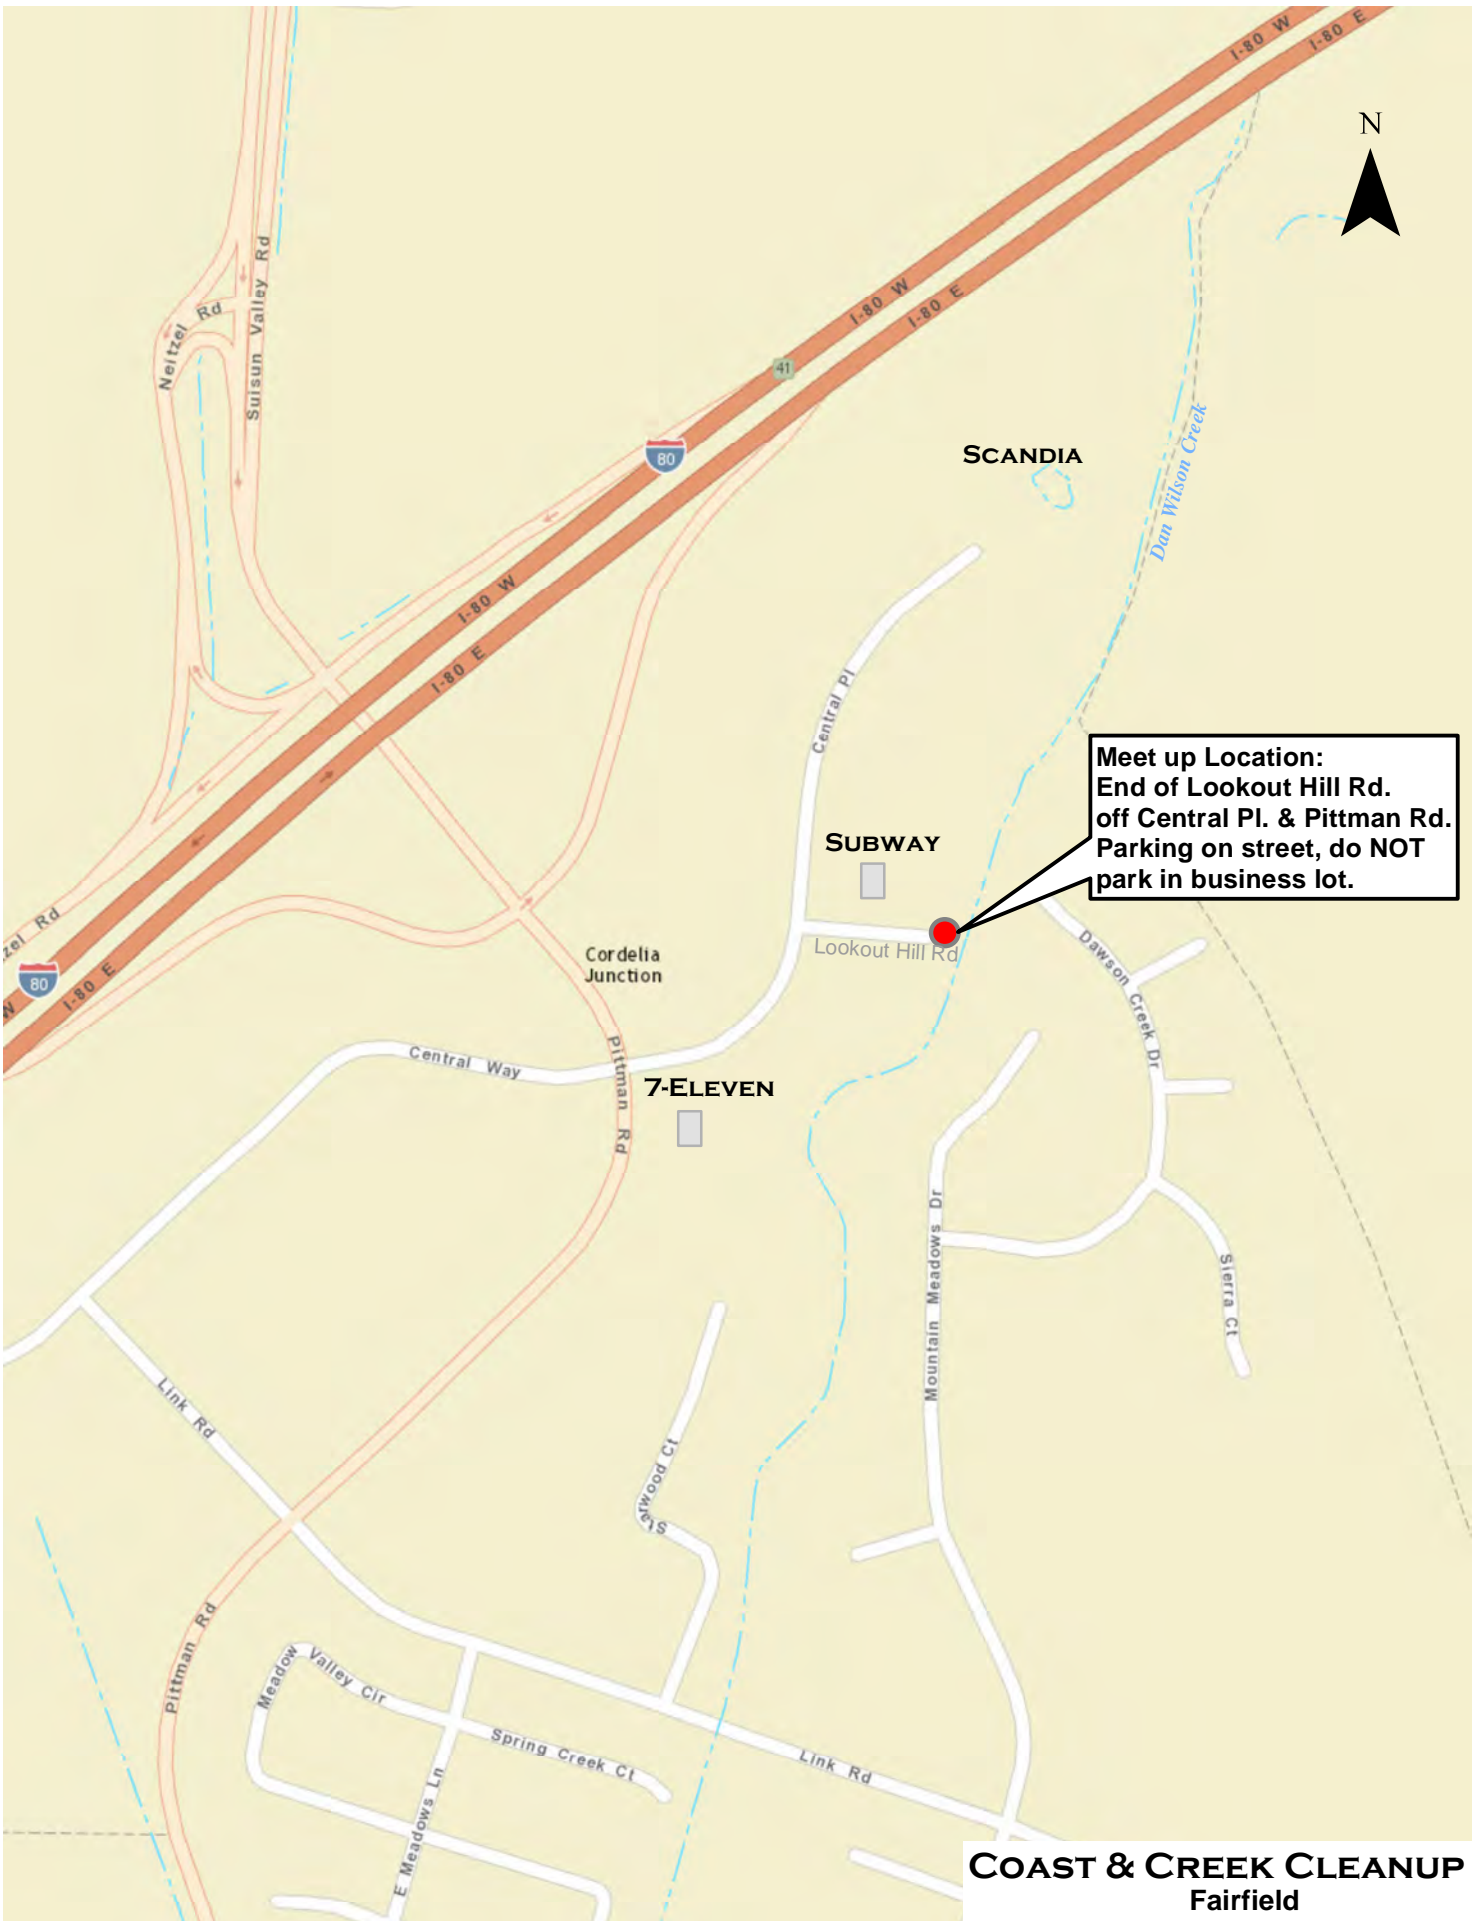 I-80 W
I-80 E
N
Suisun Valley Rd
Neitzel Rd
I-80 W
I-80 E
41
80
SCANDIA
Dan Wilson Creek
I-80 W
I-80 E
Central Pl
Meet up Location:
End of Lookout Hill Rd.
off Central Pl. & Pittman Rd.
Parking on street, do NOT
park in business lot.
SUBWAY
Lookout Hill Rd
zel Rd
80
W
I-80 E
Cordelia
Junction
Dawson Creek Dr
Central Way
Pittman Rd
7-ELEVEN
Mountain Meadows Dr
Sierra Ct
Link Rd
Starwood Ct
Pittman Rd
Meadow Valley Cir
Spring Creek Ct
Link Rd
E Meadows Ln
COAST & CREEK CLEANUP
Fairfield